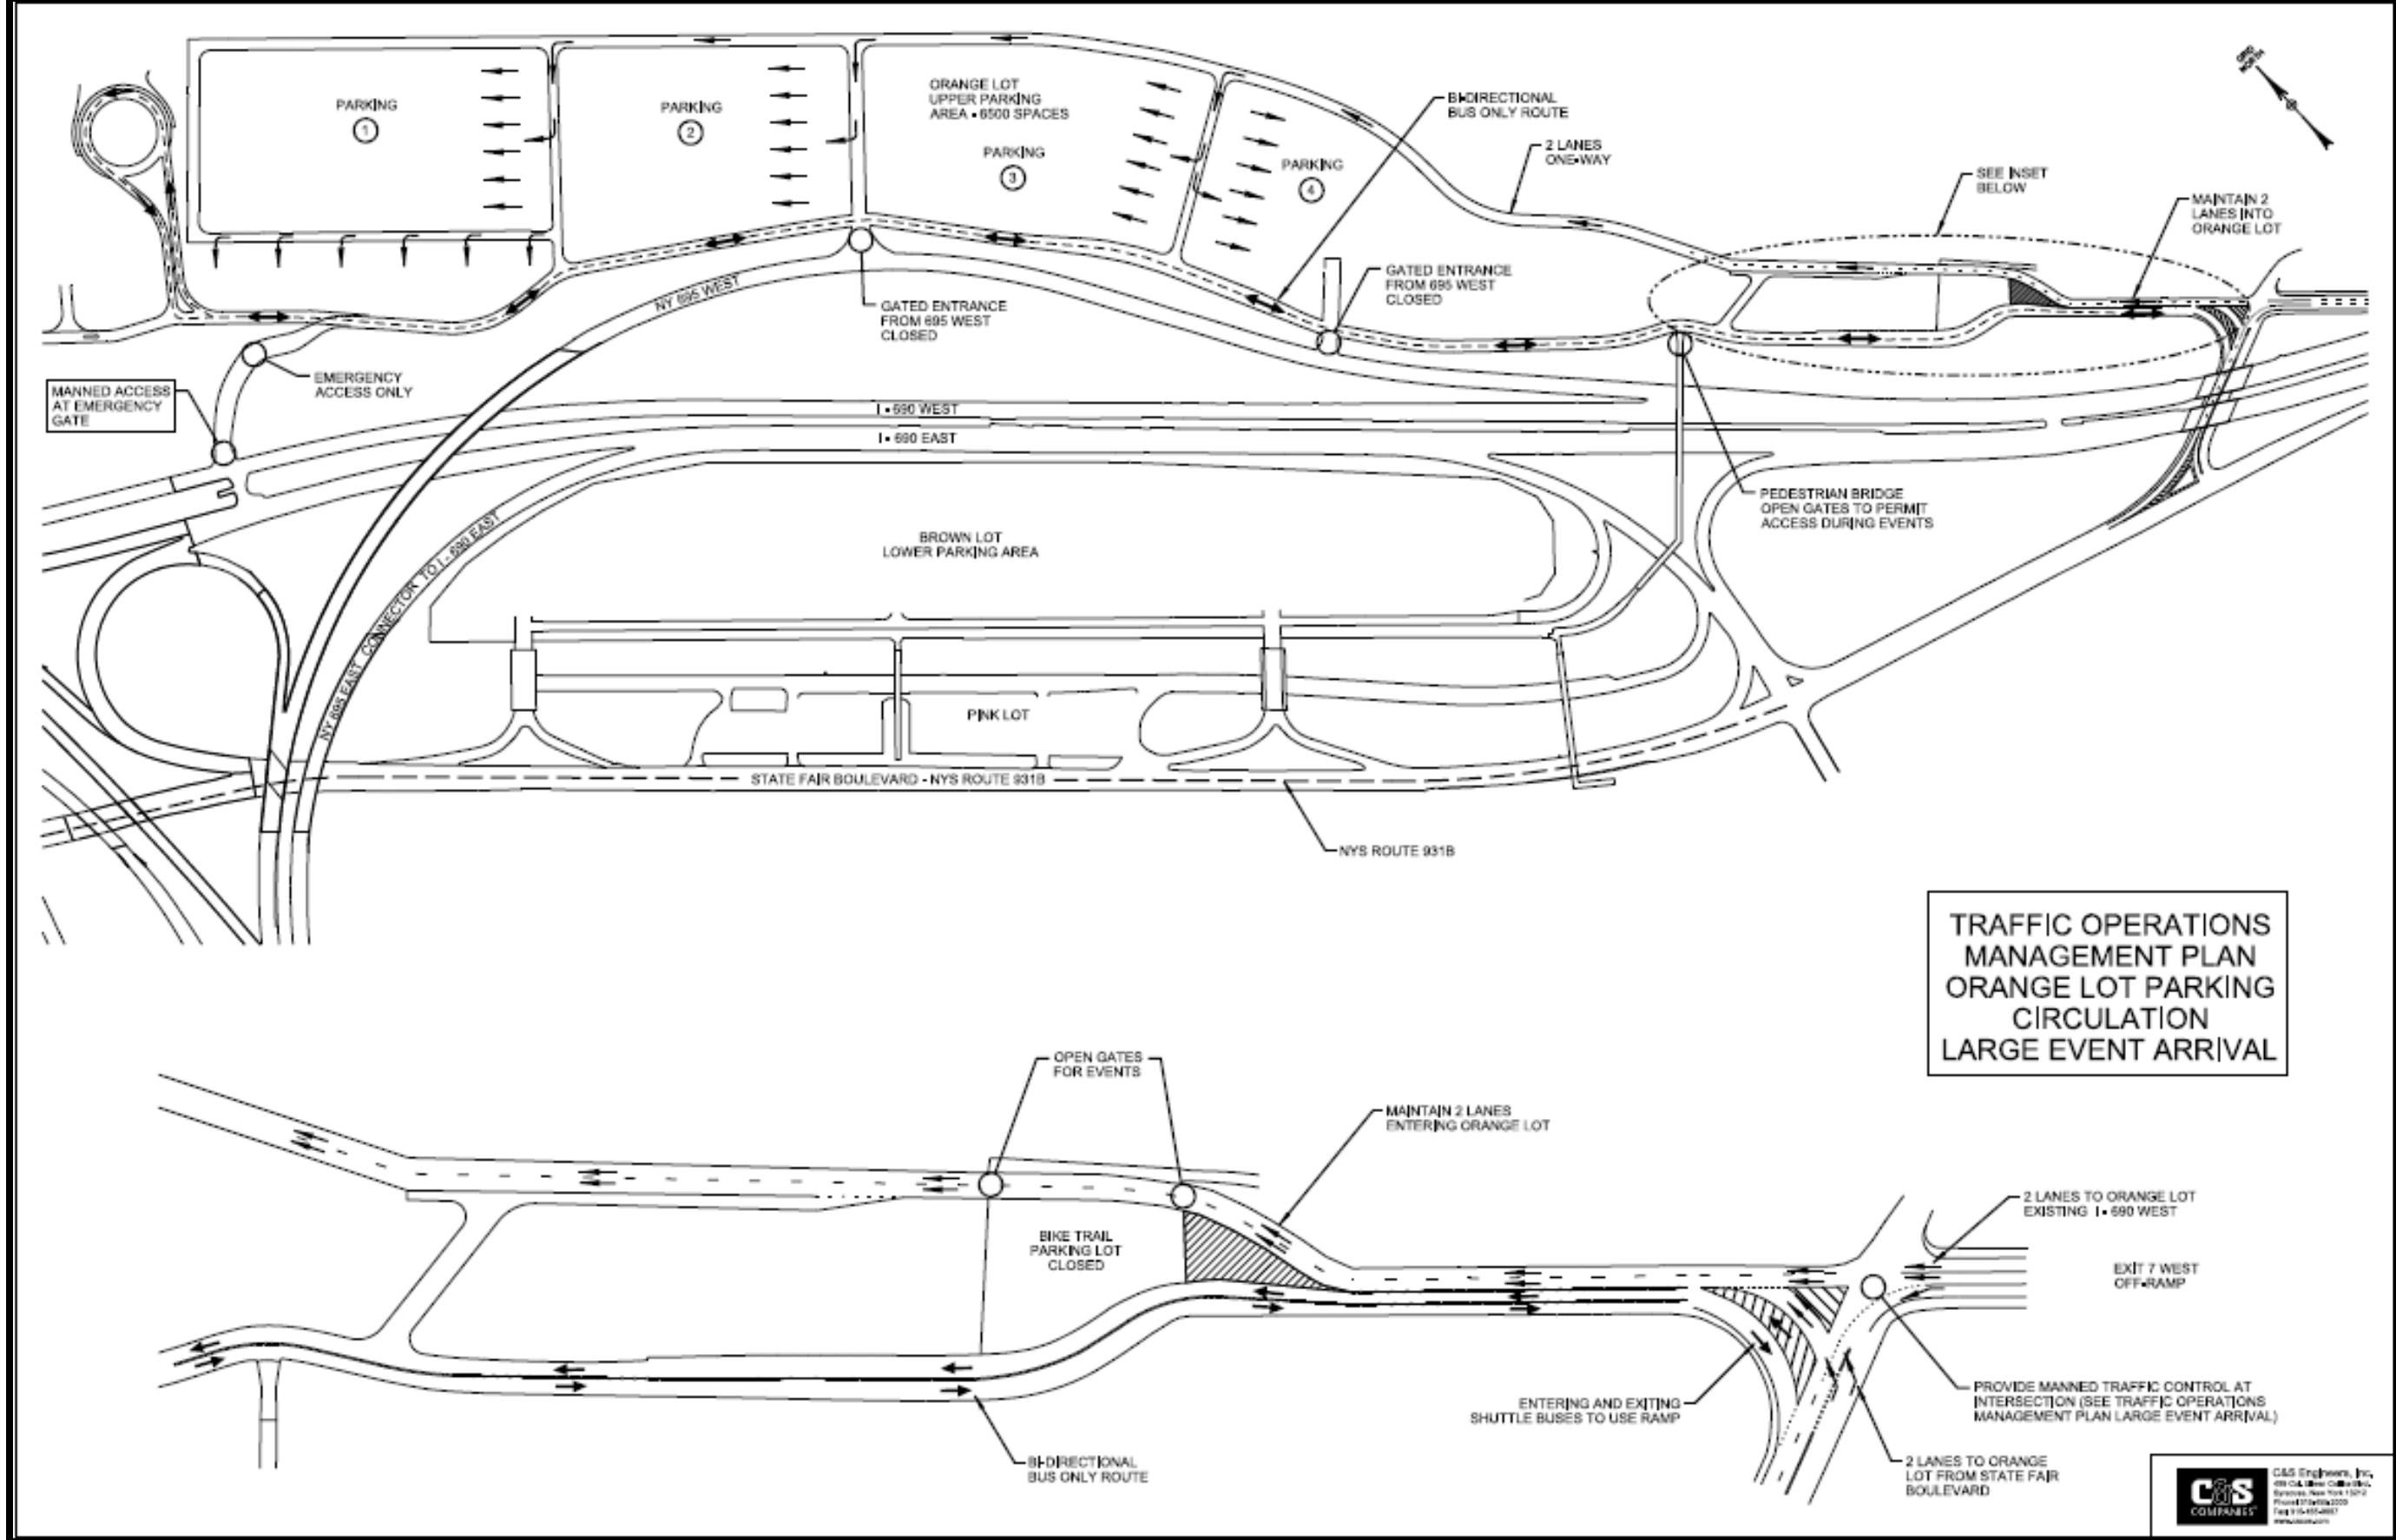 GRID
NORTH
PARKING
1
PARKING
2
ORANGE LOT
UPPER PARKING
AREA - 6500 SPACES
PARKING
3
PARKING
4
BI-DIRECTIONAL
BUS ONLY ROUTE
2 LANES
ONE-WAY
SEE INSET
BELOW
MAINTAIN 2
LANES INTO
ORANGE LOT
GATED ENTRANCE
FROM 695 WEST
CLOSED
NY 695 WEST
GATED ENTRANCE
FROM 695 WEST
CLOSED
EMERGENCY
ACCESS ONLY
MANNED ACCESS
AT EMERGENCY
GATE
I - 690 WEST
I - 690 EAST
PEDESTRIAN BRIDGE
OPEN GATES TO PERMIT
ACCESS DURING EVENTS
BROWN LOT
LOWER PARKING AREA
NY 695 EAST CONNECTOR TO I - 690 EAST
PINK LOT
STATE FAIR BOULEVARD - NYS ROUTE 931B
NYS ROUTE 931B
TRAFFIC OPERATIONS
MANAGEMENT PLAN
ORANGE LOT PARKING
CIRCULATION
LARGE EVENT ARRIVAL
OPEN GATES
FOR EVENTS
MAINTAIN 2 LANES
ENTERING ORANGE LOT
2 LANES TO ORANGE LOT
EXISTING I - 690 WEST
BIKE TRAIL
PARKING LOT
CLOSED
EXIT 7 WEST
OFF-RAMP
ENTERING AND EXITING
SHUTTLE BUSES TO USE RAMP
PROVIDE MANNED TRAFFIC CONTROL AT
INTERSECTION (SEE TRAFFIC OPERATIONS
MANAGEMENT PLAN LARGE EVENT ARRIVAL)
BI-DIRECTIONAL
BUS ONLY ROUTE
2 LANES TO ORANGE
LOT FROM STATE FAIR
BOULEVARD
C&S
COMPANIES
C&S Engineers, Inc.
Syracuse, New York 13212